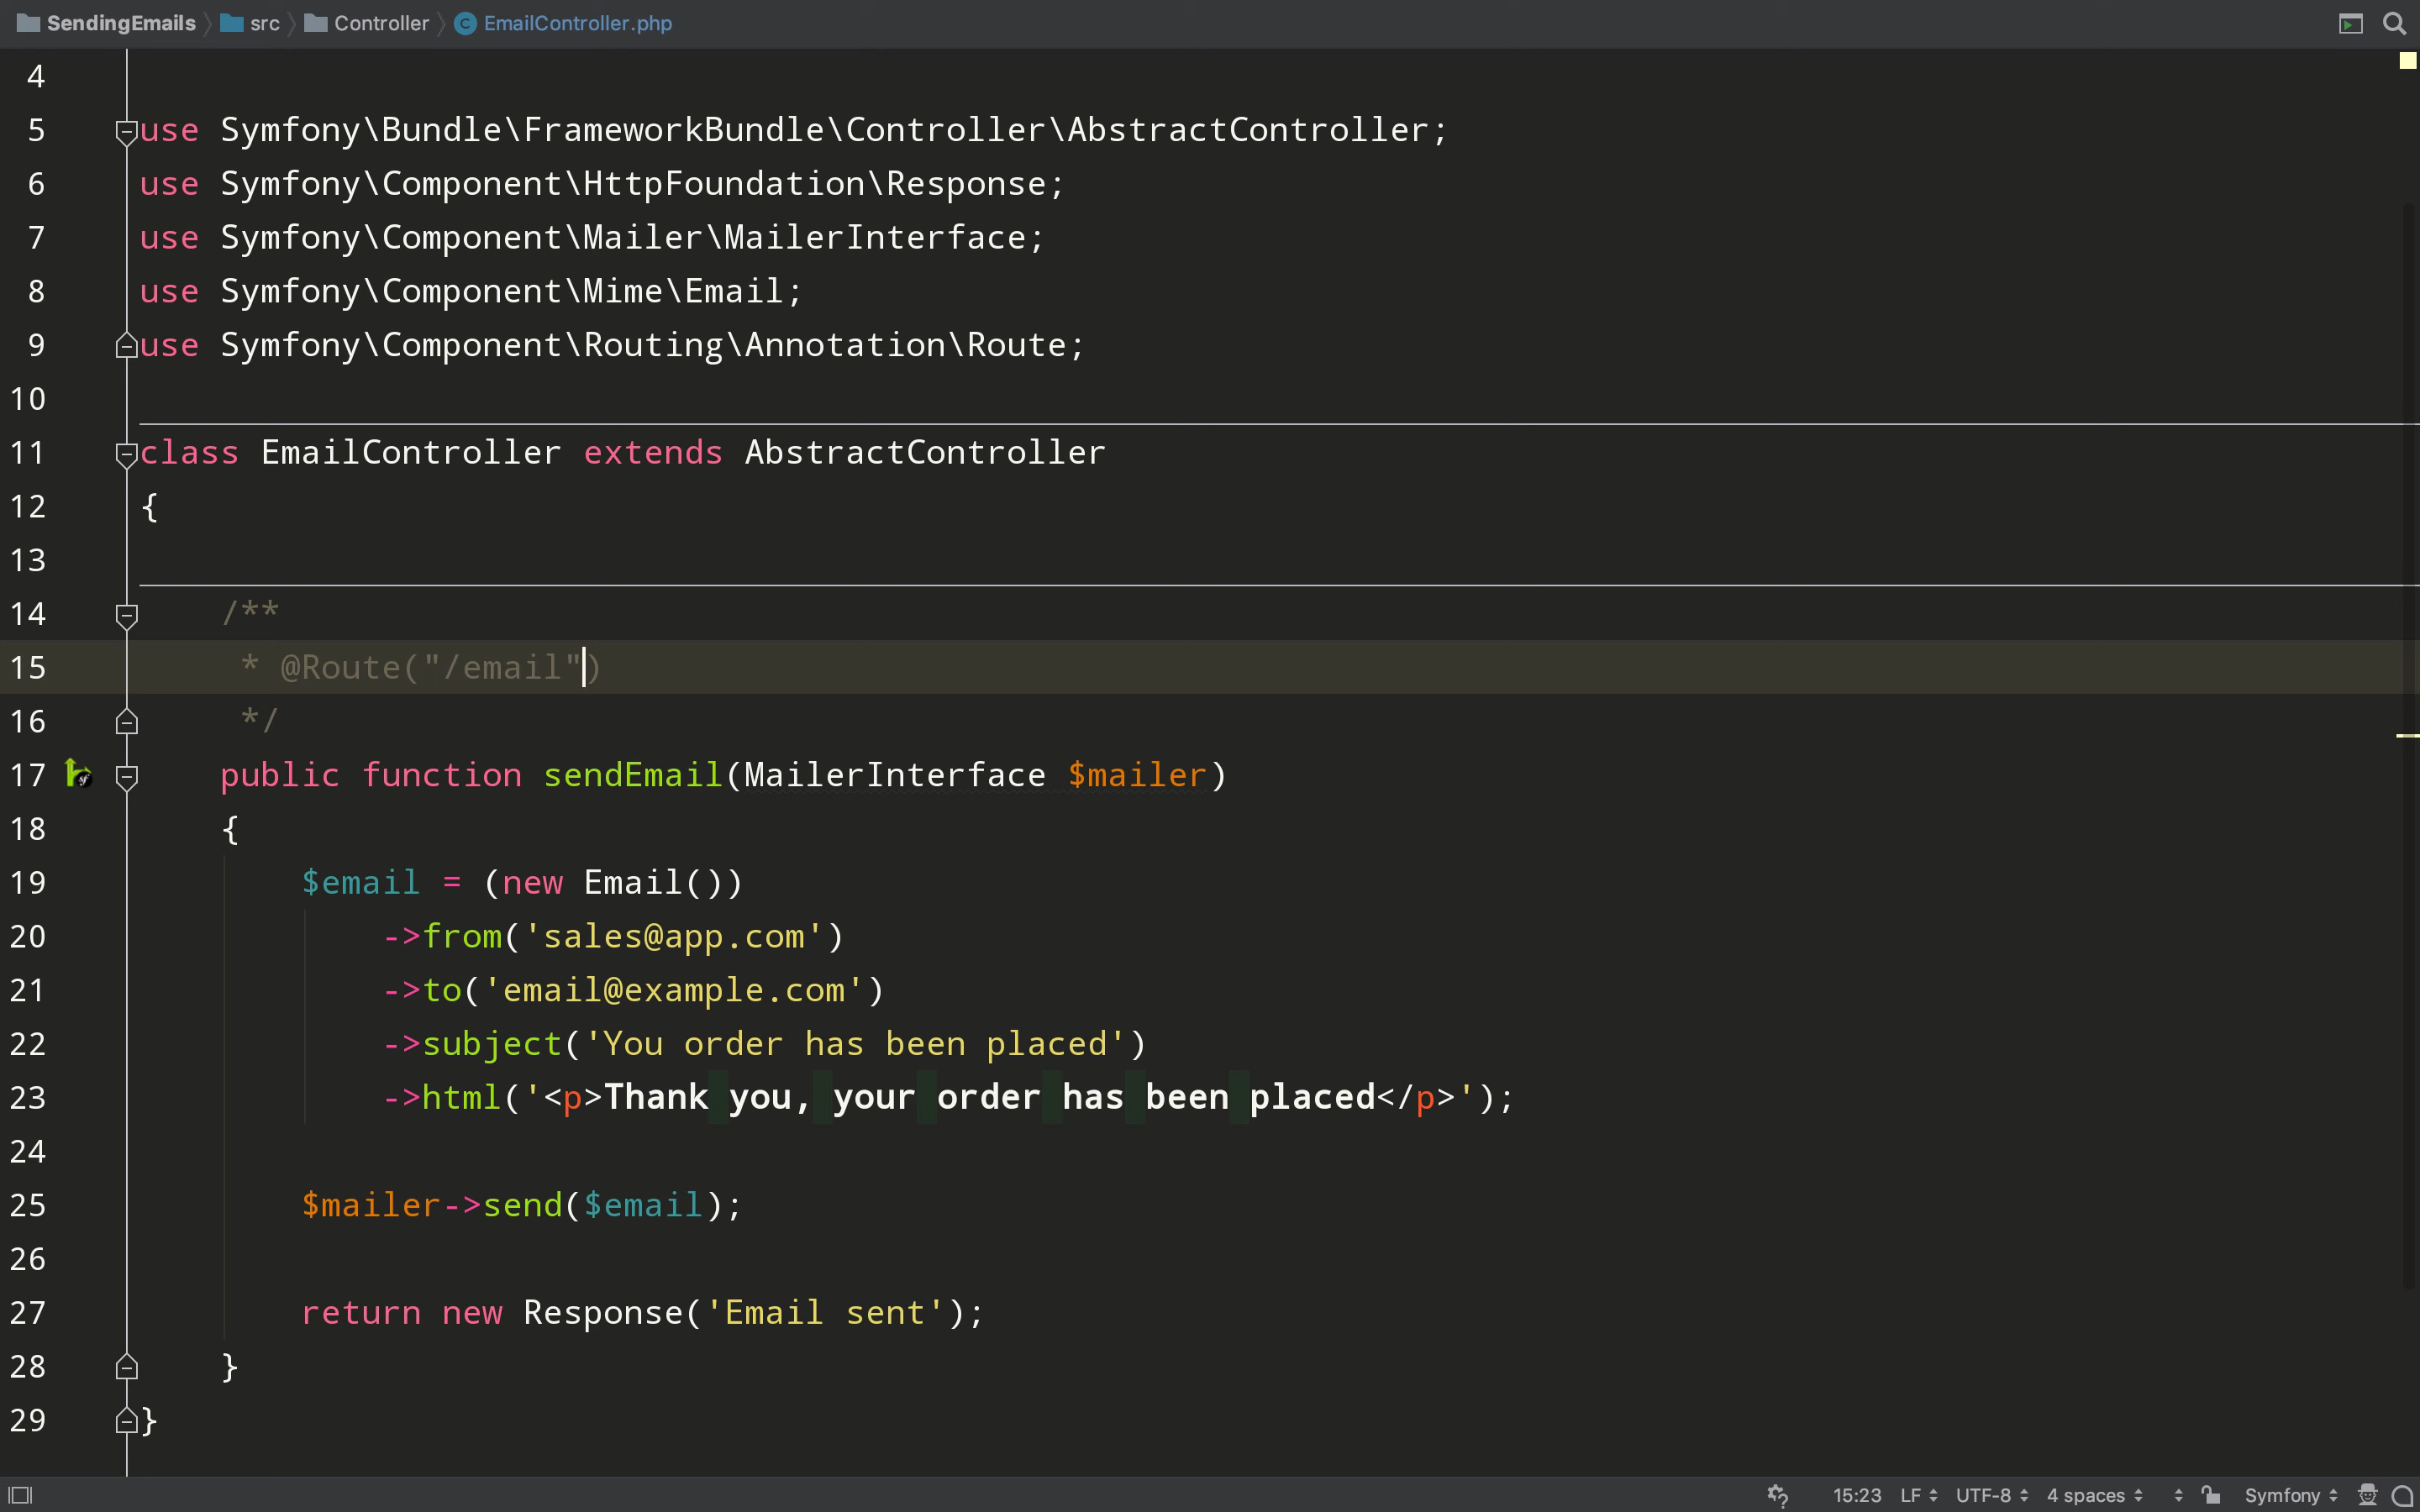 SendingEmails src Controller EmailController.php
4
5 use Symfony\Bundle\FrameworkBundle\Controller\AbstractController;
6 use Symfony\Component\HttpFoundation\Response;
7 use Symfony\Component\Mailer\MailerInterface;
8 use Symfony\Component\Mime\Email;
9 use Symfony\Component\Routing\Annotation\Route;
10
11 class EmailController extends AbstractController
12 {
13
14 /**
15 * @Route("/email")
16 */
17 public function sendEmail(MailerInterface $mailer)
18 {
19 $email = (new Email())
20 ->from('sales@app.com')
21 ->to('email@example.com')
22 ->subject('You order has been placed')
23 ->html('<p>Thank you, your order has been placed</p>');
24
25 $mailer->send($email);
26
27 return new Response('Email sent');
28 }
29 }
15:23 LF UTF-8 4 spaces Symfony